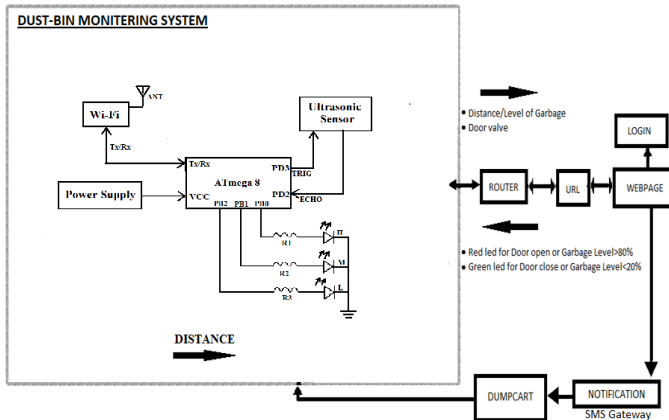 DUST-BIN MONITERING SYSTEM
ANT
Wi-Fi
Ultrasonic
Sensor
Tx/Rx
Tx/Rx
PD3
TRIG
ATmega 8
Power Supply
VCC
PD2
ECHO
PB2 PB1 PB0
H
R1
M
R2
L
R3
DISTANCE
• Distance/Level of Garbage
• Door valve
LOGIN
ROUTER
URL
WEBPAGE
• Red led for Door open or Garbage Level>80%
• Green led for Door close or Garbage Level<20%
DUMPCART
NOTIFICATION
SMS Gateway